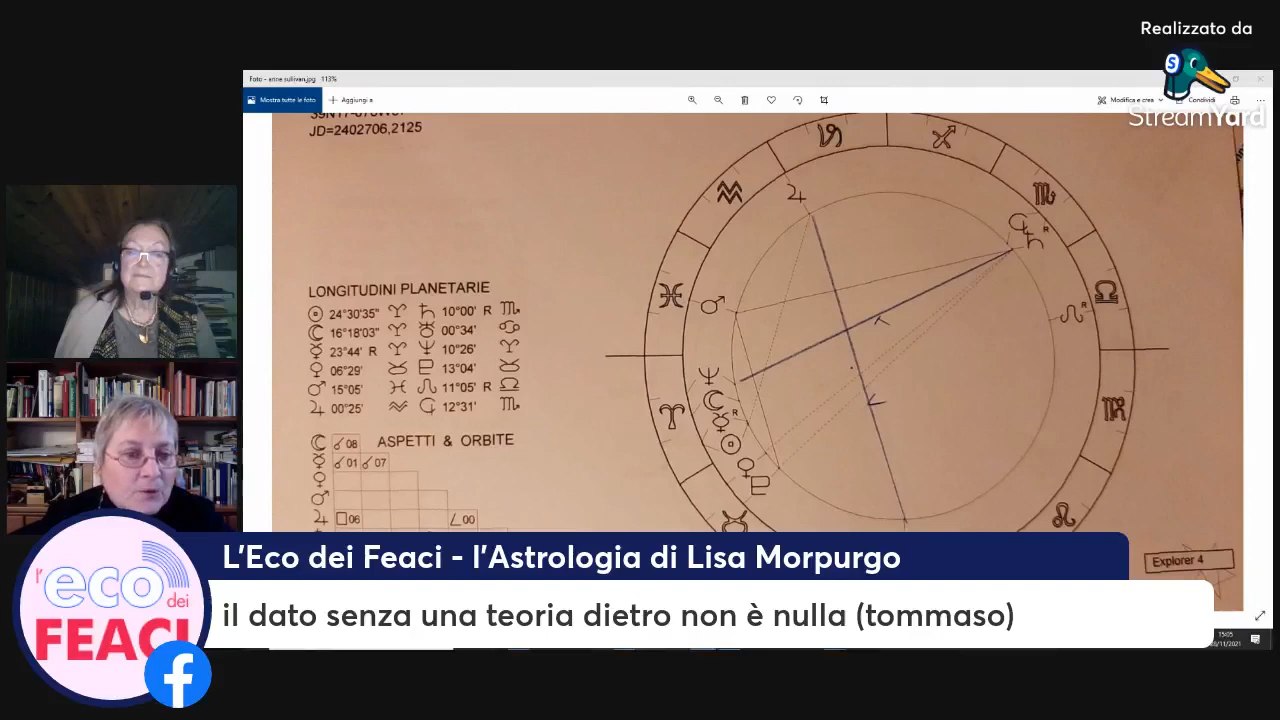 Realizzato da
StreamYard
Foto - anne sullivan.jpg 113%
Mostra tutte le foto
Aggiungi a
Modifica e crea
Condividi
JD=2402706,2125
LONGITUDINI PLANETARIE
24°30'35" 10°00' R
16°18'03" 00°34'
23°44' R 10°26'
06°29' 13°04'
15°05' 11°05' R
00°25' 12°31'
08 ASPETTI & ORBITE
01 07
06 00
R
R
R
Explorer 4
L'Eco dei Feaci - l'Astrologia di Lisa Morpurgo
il dato senza una teoria dietro non è nulla (tommaso)
l'eco dei
FEACI
15:05